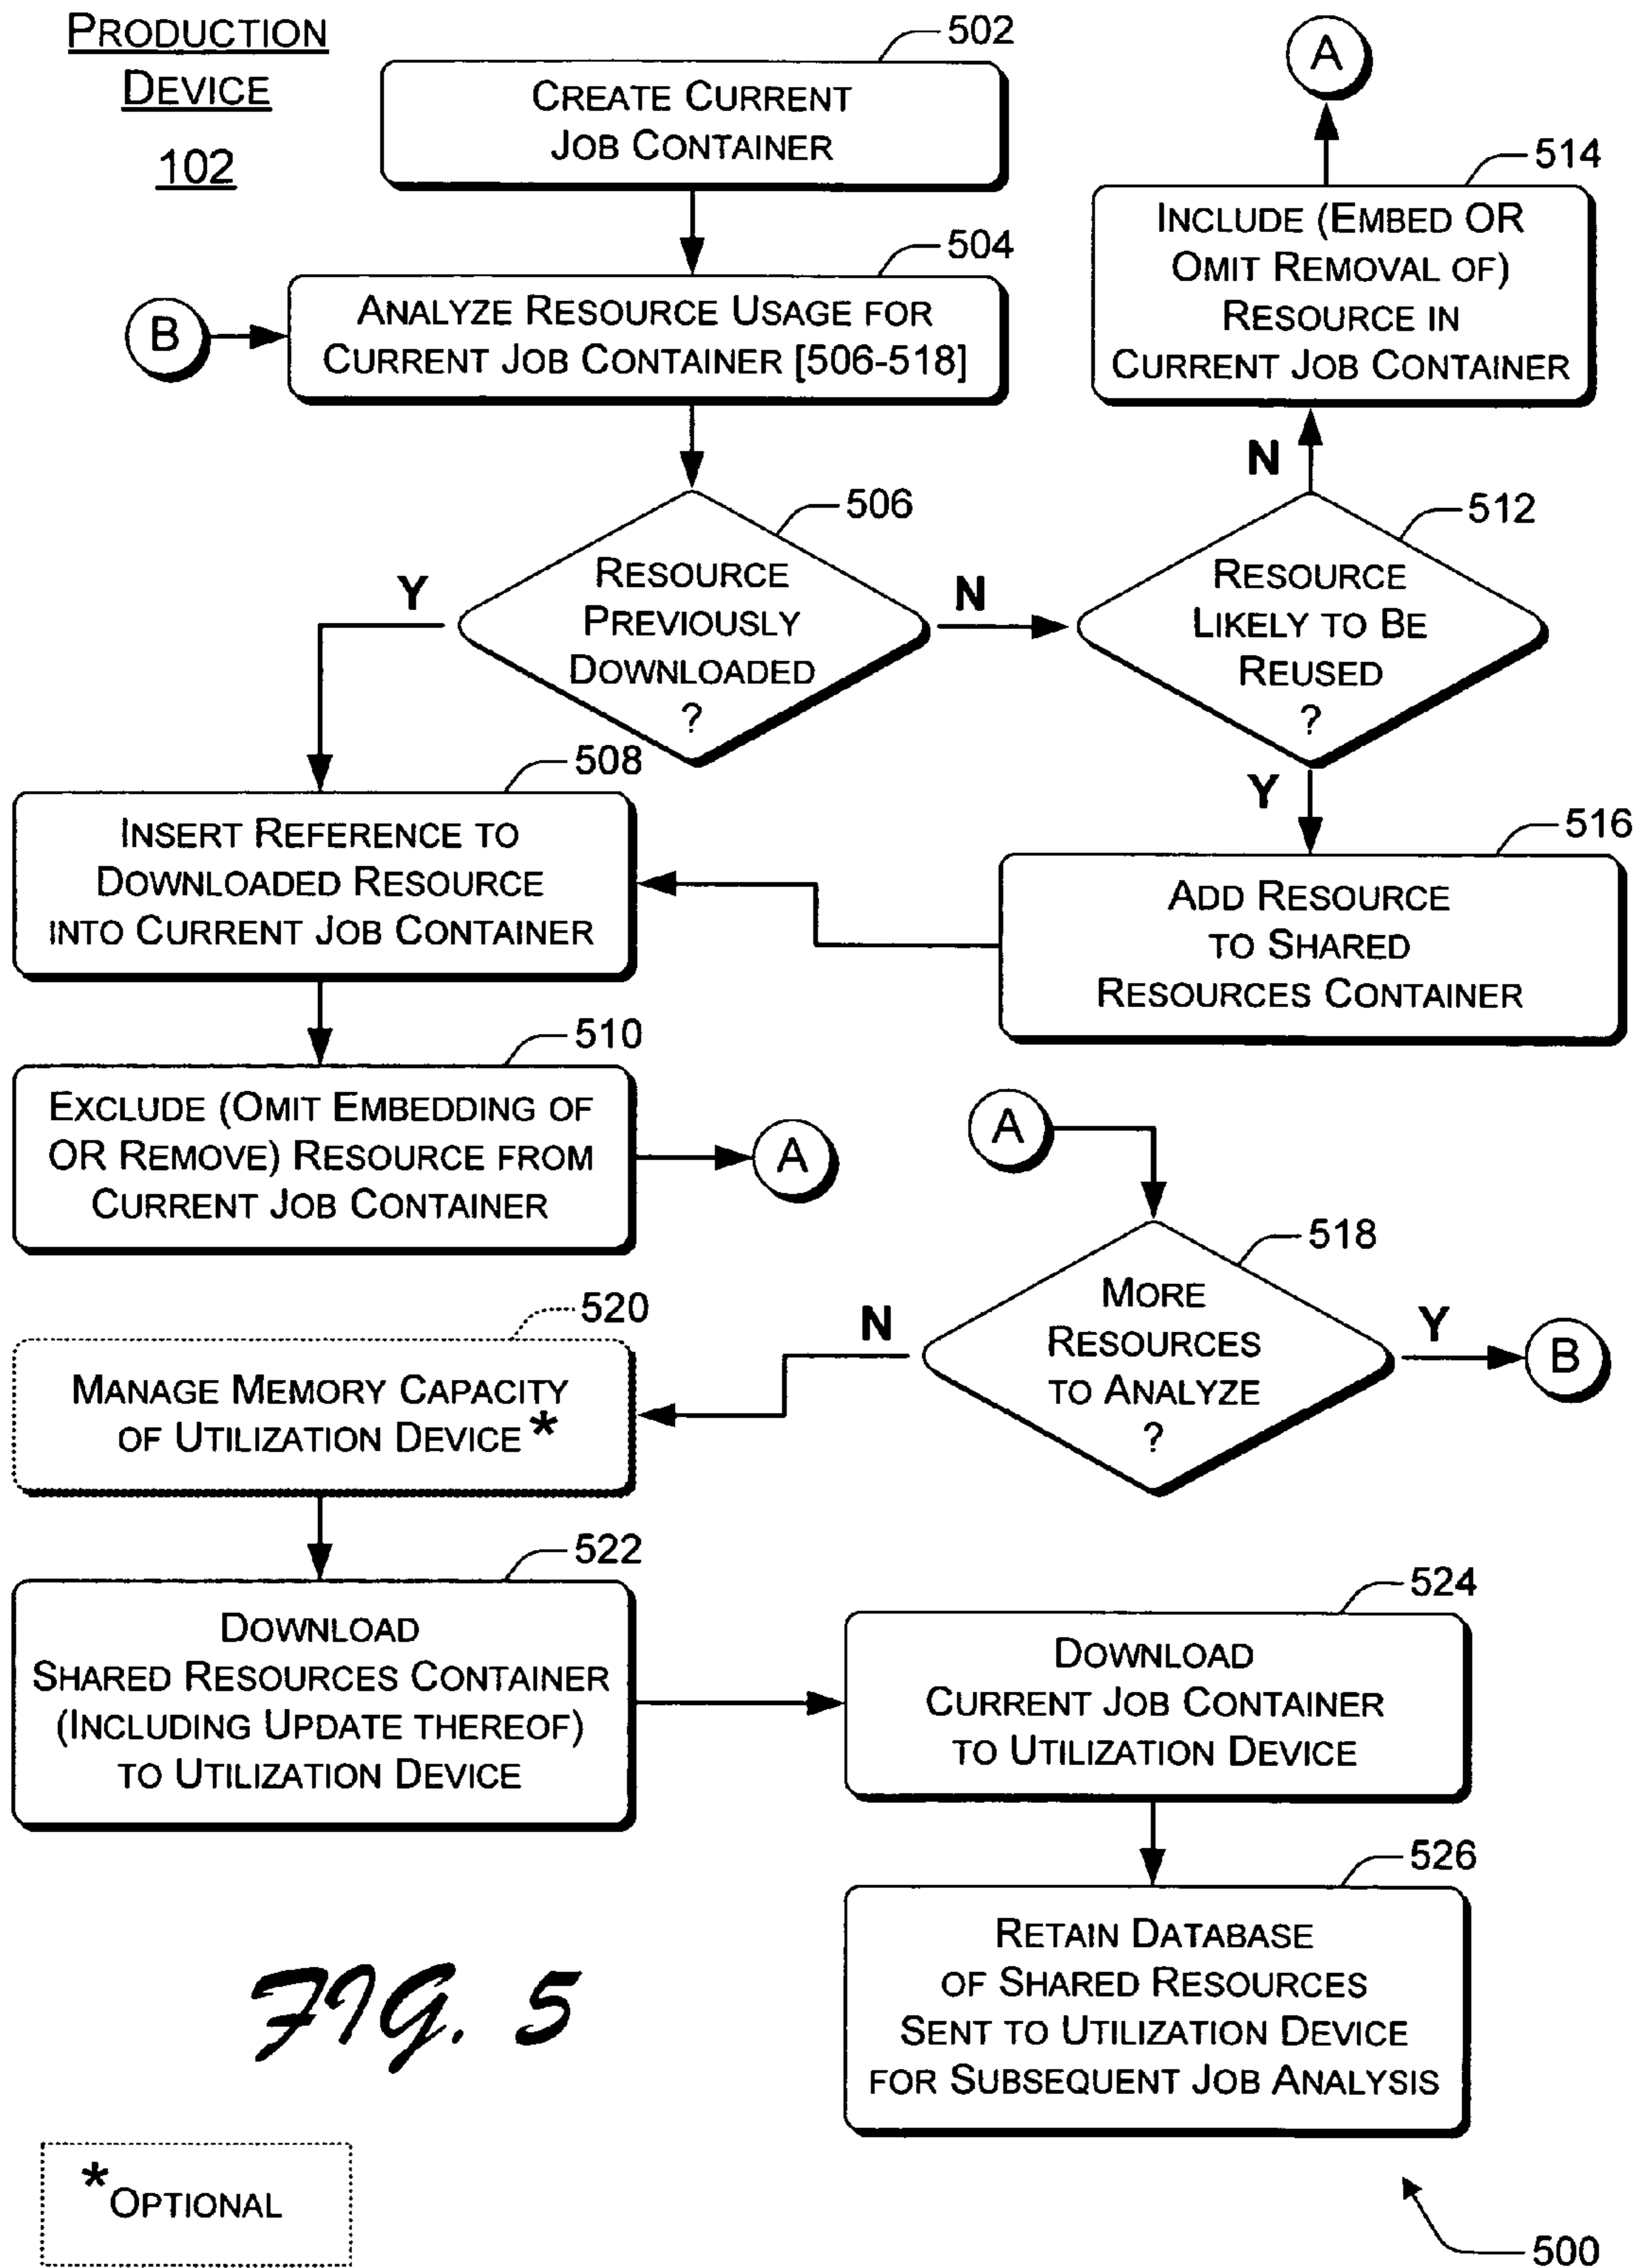 PRODUCTION
DEVICE
102
502
CREATE CURRENT
JOB CONTAINER
504
B
ANALYZE RESOURCE USAGE FOR
CURRENT JOB CONTAINER [506-518]
A
514
INCLUDE (EMBED OR
OMIT REMOVAL OF)
RESOURCE IN
CURRENT JOB CONTAINER
N
506
RESOURCE
PREVIOUSLY
DOWNLOADED
?
Y
N
512
RESOURCE
LIKELY TO BE
REUSED
?
Y
508
INSERT REFERENCE TO
DOWNLOADED RESOURCE
INTO CURRENT JOB CONTAINER
516
ADD RESOURCE
TO SHARED
RESOURCES CONTAINER
510
EXCLUDE (OMIT EMBEDDING OF
OR REMOVE) RESOURCE FROM
CURRENT JOB CONTAINER
A
A
518
MORE
RESOURCES
TO ANALYZE
?
N
Y
B
520
MANAGE MEMORY CAPACITY
OF UTILIZATION DEVICE*
522
DOWNLOAD
SHARED RESOURCES CONTAINER
(INCLUDING UPDATE THEREOF)
TO UTILIZATION DEVICE
524
DOWNLOAD
CURRENT JOB CONTAINER
TO UTILIZATION DEVICE
526
RETAIN DATABASE
OF SHARED RESOURCES
SENT TO UTILIZATION DEVICE
FOR SUBSEQUENT JOB ANALYSIS
FIG. 5
*OPTIONAL
500